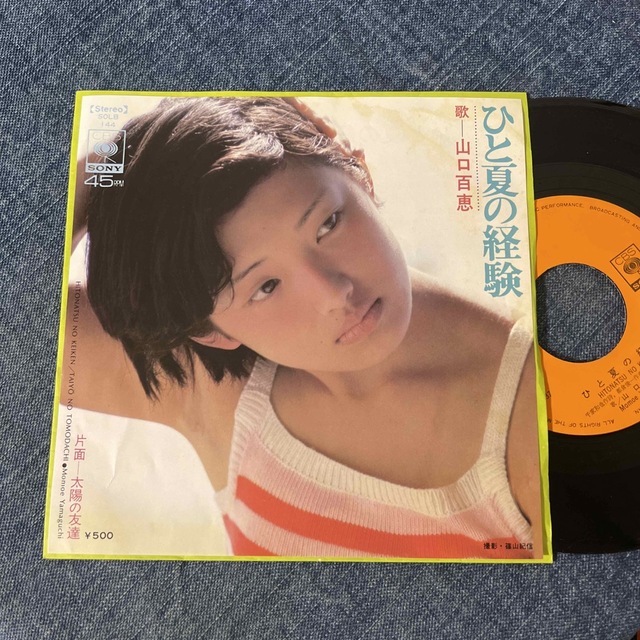 【Stereo】
SOLB
144
CBS
SONY
45RPM
ひと夏の経験
歌—山口百恵
HITONATSU NO KEIKEN/TAIYO NO TOMODACHI●Momoe Yamaguchi
片面—太陽の友達
¥500
撮影・篠山紀信
PERFORMANCE, BROADCASTING AND
CBS
SONY
ひと夏の
HITONATSU NO
歌/山口
Momoe
ALL RIGHTS OF THE